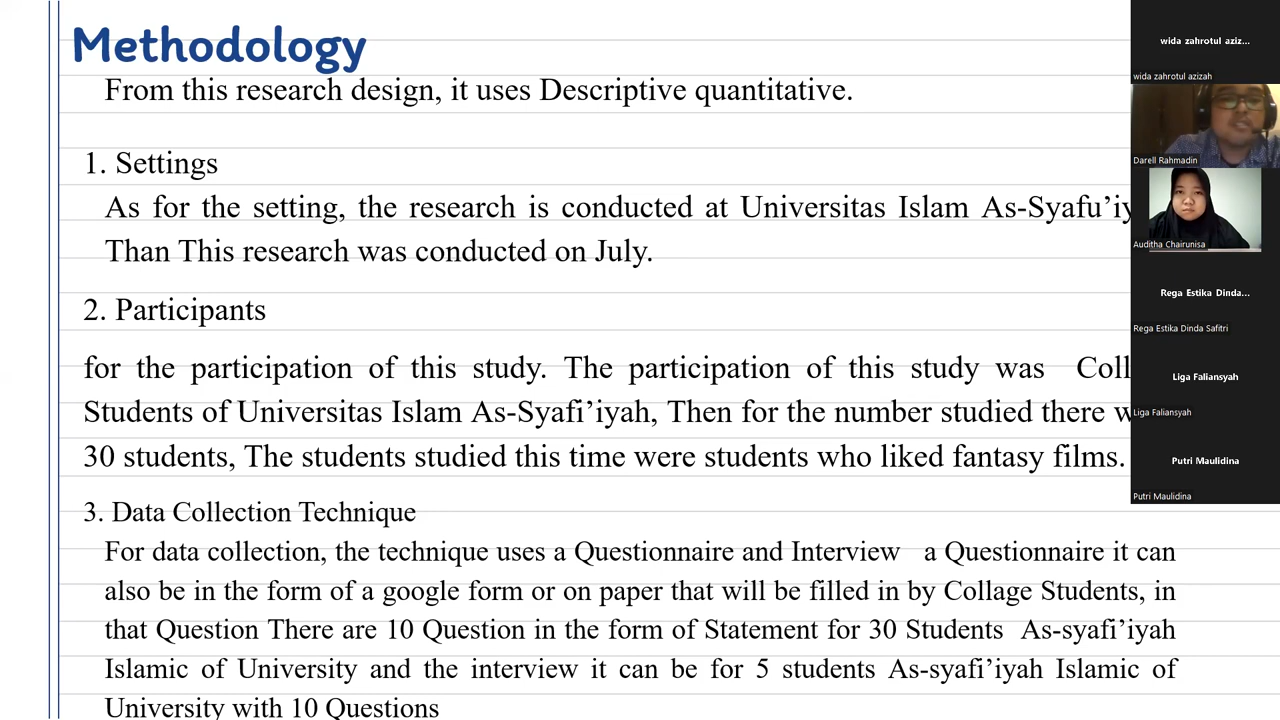 Methodology
From this research design, it uses Descriptive quantitative.
1. Settings
As for the setting, the research is conducted at Universitas Islam As-Syafu’iy
Than This research was conducted on July.
2. Participants
for the participation of this study. The participation of this study was Coll
Students of Universitas Islam As-Syafi’iyah, Then for the number studied there w
30 students, The students studied this time were students who liked fantasy films.
3. Data Collection Technique
For data collection, the technique uses a Questionnaire and Interview a Questionnaire it can
also be in the form of a google form or on paper that will be filled in by Collage Students, in
that Question There are 10 Question in the form of Statement for 30 Students As-syafi’iyah
Islamic of University and the interview it can be for 5 students As-syafi’iyah Islamic of
University with 10 Questions
wida zahrotul aziz...
wida zahrotul azizah
Darell Rahmadin
Auditha Chairunisa
Rega Estika Dinda...
Rega Estika Dinda Safitri
Liga Faliansyah
Liga Faliansyah
Putri Maulidina
Putri Maulidina